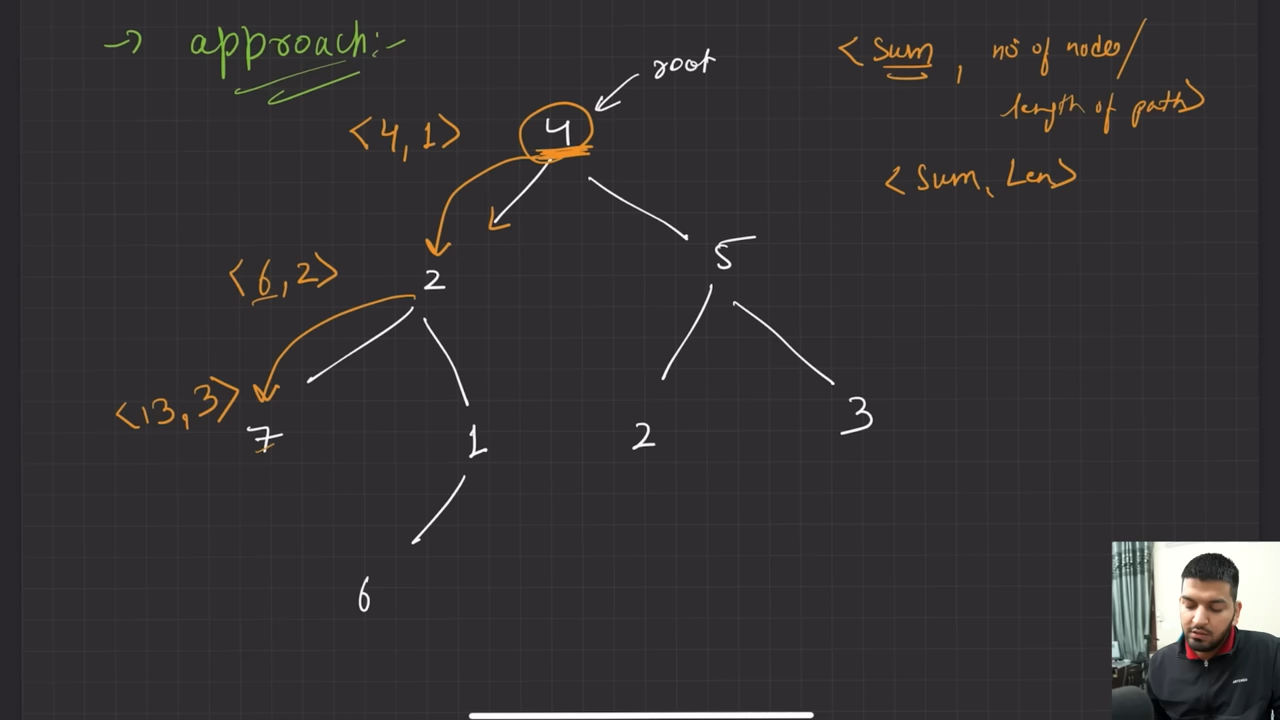 → approach:-
root
<sum, no of nodes/
length of path>
<4,1>
4
<sum, Len>
<6,2>
2
5
<13,3>
7
1
2
3
6